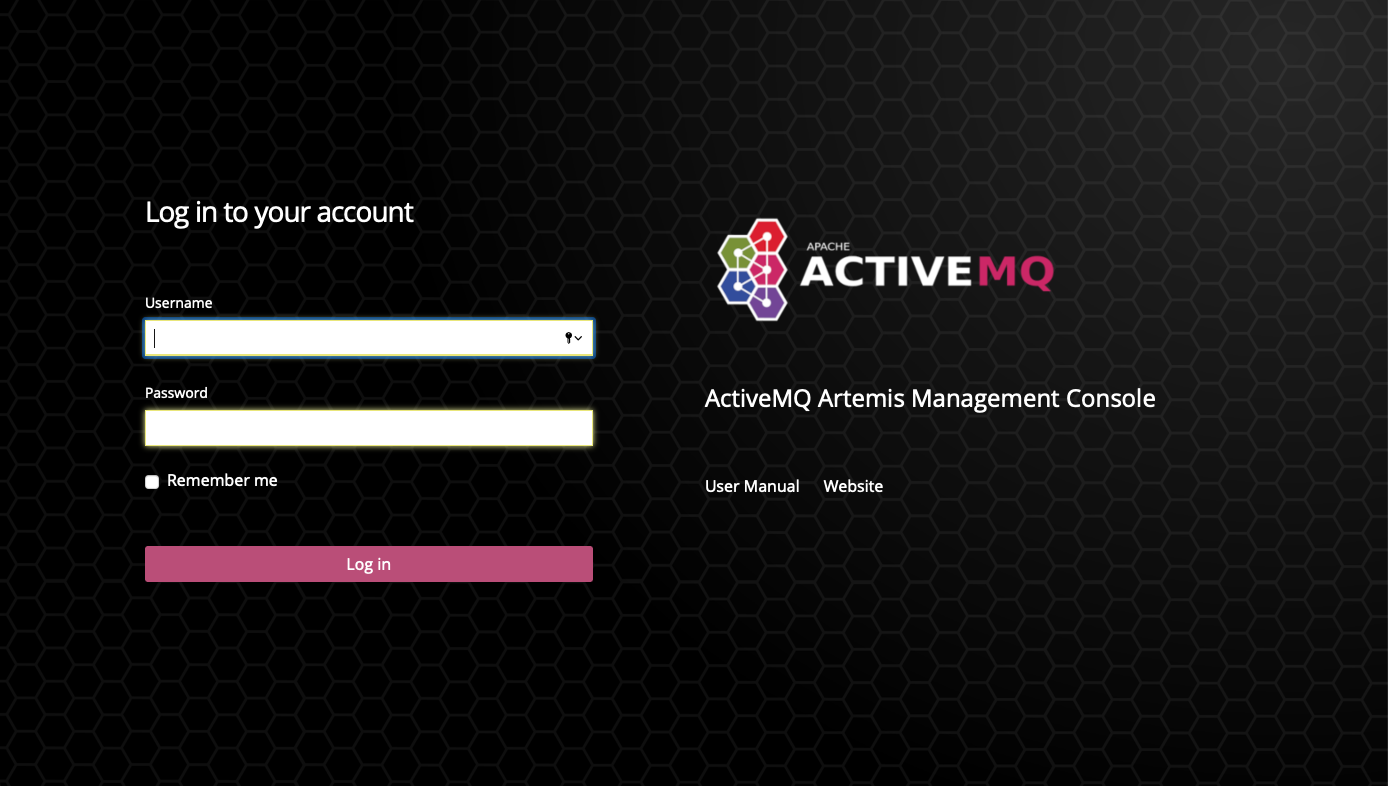 Log in to your account
Username
Password
Remember me
Log in
APACHE
ACTIVEMQ
ActiveMQ Artemis Management Console
User Manual Website